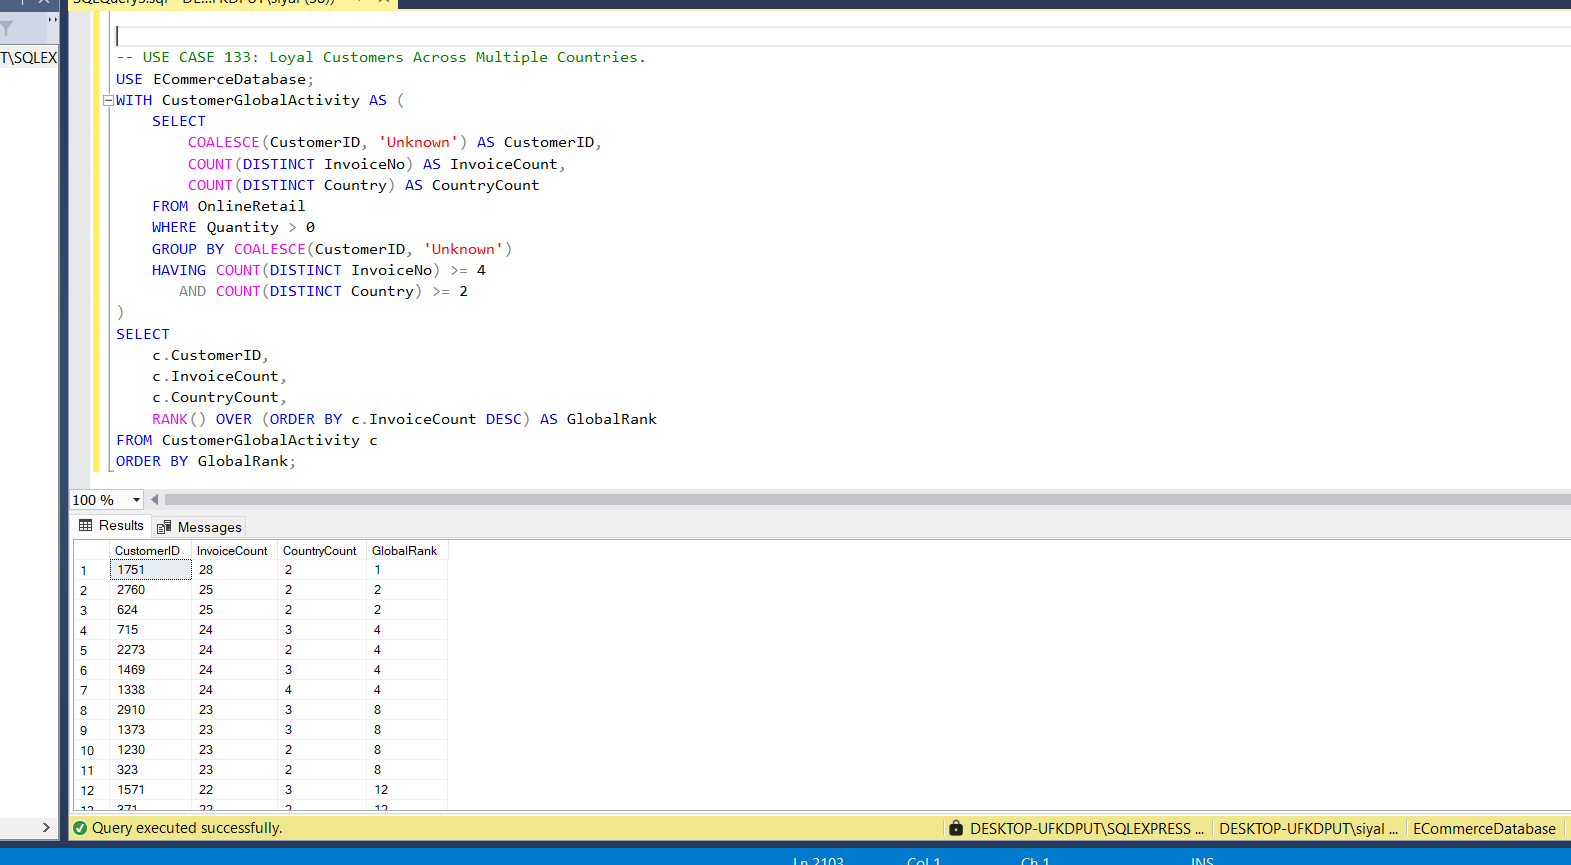 SQLQuery5.sql - DE...FKDPUT\siyal (58))
T\SQLEX
-- USE CASE 133: Loyal Customers Across Multiple Countries.
USE ECommerceDatabase;
WITH CustomerGlobalActivity AS (
SELECT
COALESCE(CustomerID, 'Unknown') AS CustomerID,
COUNT(DISTINCT InvoiceNo) AS InvoiceCount,
COUNT(DISTINCT Country) AS CountryCount
FROM OnlineRetail
WHERE Quantity > 0
GROUP BY COALESCE(CustomerID, 'Unknown')
HAVING COUNT(DISTINCT InvoiceNo) >= 4
AND COUNT(DISTINCT Country) >= 2
)
SELECT
c.CustomerID,
c.InvoiceCount,
c.CountryCount,
RANK() OVER (ORDER BY c.InvoiceCount DESC) AS GlobalRank
FROM CustomerGlobalActivity c
ORDER BY GlobalRank;
100 %
Results Messages
CustomerID InvoiceCount CountryCount GlobalRank
1 1751 28 2 1
2 2760 25 2 2
3 624 25 2 2
4 715 24 3 4
5 2273 24 2 4
6 1469 24 3 4
7 1338 24 4 4
8 2910 23 3 8
9 1373 23 3 8
10 1230 23 2 8
11 323 23 2 8
12 1571 22 3 12
13 371 22 2 12
Query executed successfully. DESKTOP-UFKDPUT\SQLEXPRESS ... DESKTOP-UFKDPUT\siyal ... ECommerceDatabase
Ln 2103 Col 1 Ch 1 INS